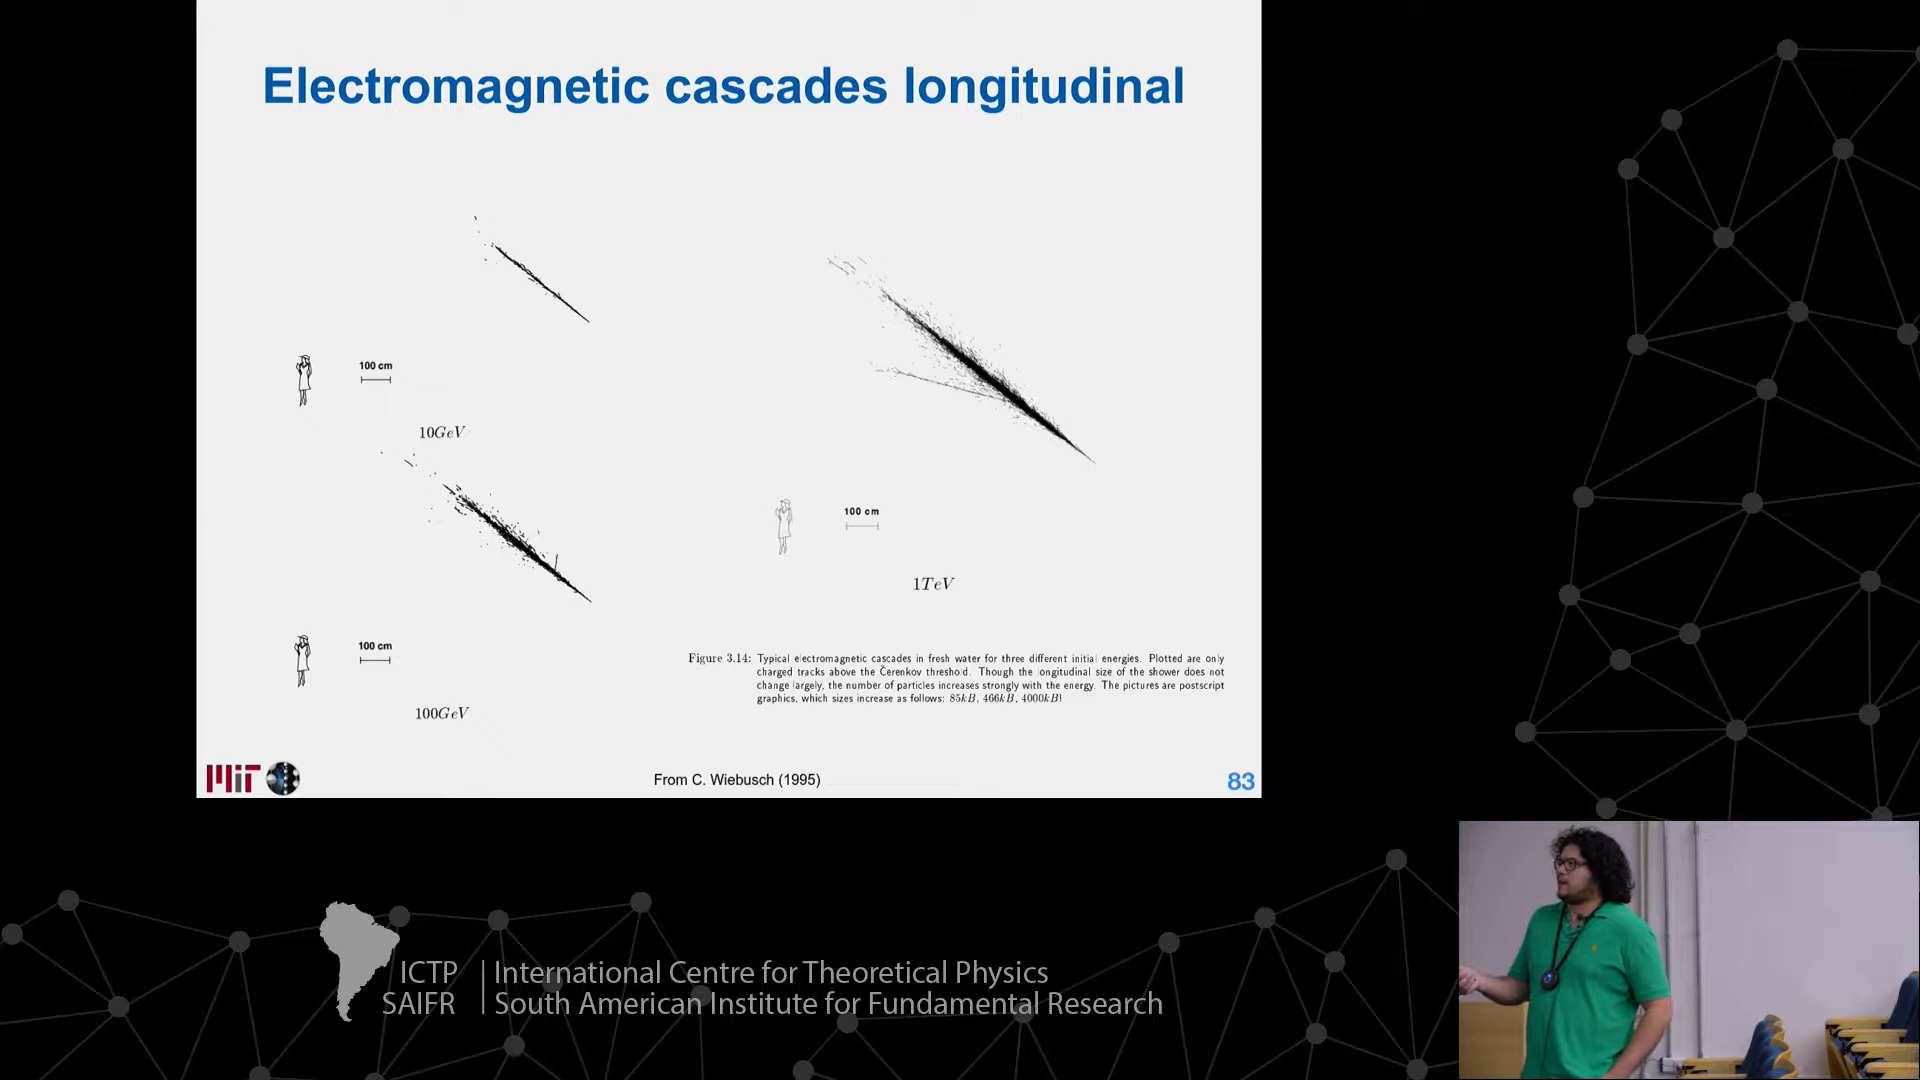 Electromagnetic cascades longitudinal
100 cm
10GeV
100 cm
100GeV
100 cm
1TeV
Figure 3.14: Typical electromagnetic cascades in fresh water for three different initial energies. Plotted are only
charged tracks above the Čerenkov threshold. Though the longitudinal size of the shower does not
change largely, the number of particles increases strongly with the energy. The pictures are postscript
graphics, which sizes increase as follows: 85kB, 466kB, 4000kB!
MIT
From C. Wiebusch (1995)
83
ICTP | International Centre for Theoretical Physics
SAIFR | South American Institute for Fundamental Research